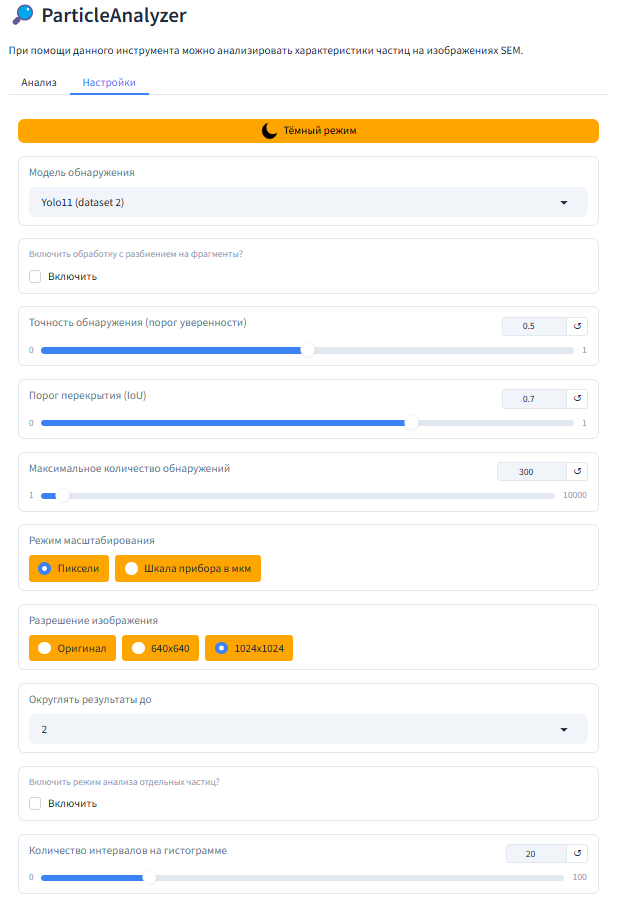 ParticleAnalyzer
При помощи данного инструмента можно анализировать характеристики частиц на изображениях SEM.
Анализ Настройки
Тёмный режим
Модель обнаружения
Yolo11 (dataset 2)
Включить обработку с разбиением на фрагменты?
Включить
Точность обнаружения (порог уверенности) 0.5 ↺
0 1
Порог перекрытия (IoU) 0.7 ↺
0 1
Максимальное количество обнаружений 300 ↺
1 10000
Режим масштабирования
Пиксели Шкала прибора в мкм
Разрешение изображения
Оригинал 640x640 1024x1024
Округлять результаты до
2
Включить режим анализа отдельных частиц?
Включить
Количество интервалов на гистограмме 20 ↺
0 100